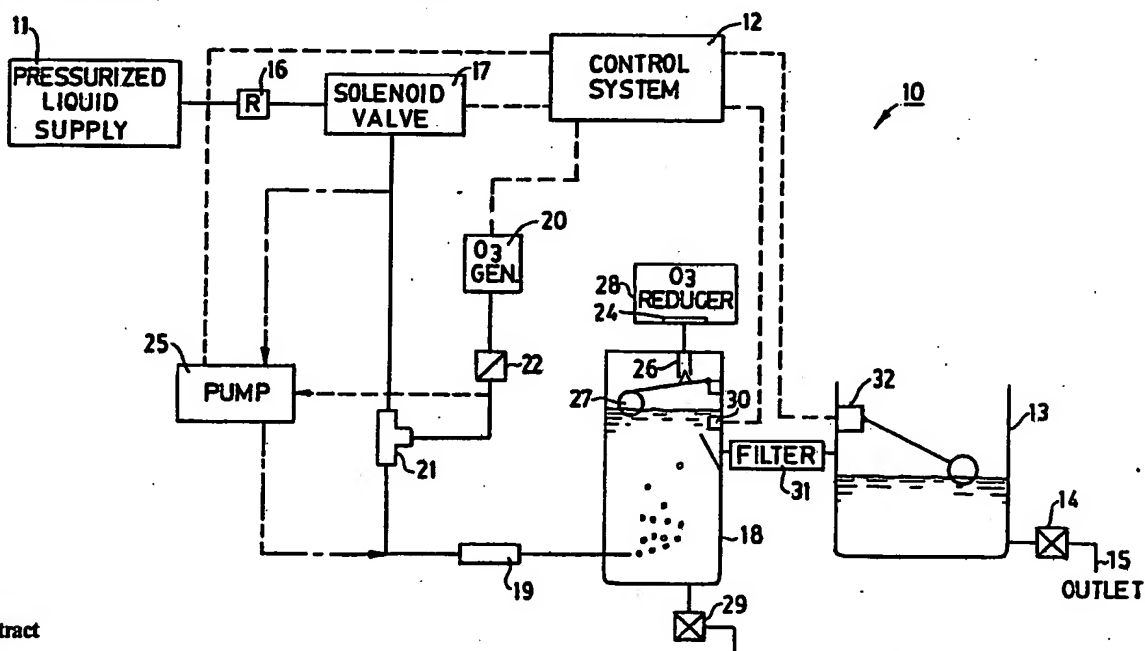 11
PRESSURIZED
LIQUID
SUPPLY
16
R
17
SOLENOID
VALVE
12
CONTROL
SYSTEM
10
20
O3
GEN.
22
25
PUMP
21
19
28
O3
REDUCER
24
26
27
30
FILTER
31
18
29
32
13
14
15
OUTLET
tract